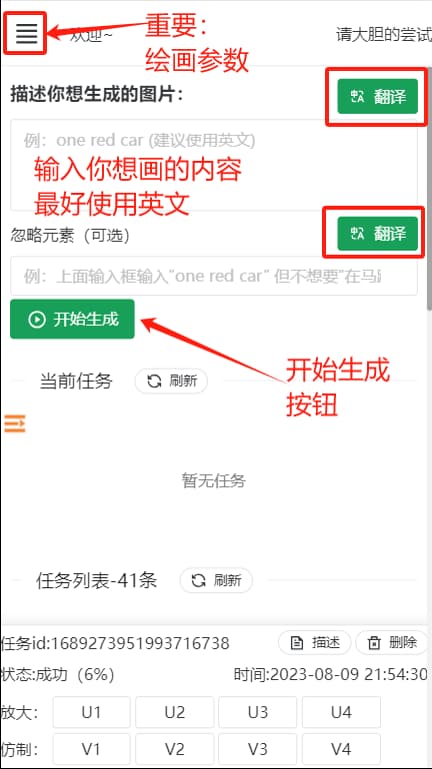 重要：
欢迎~
请大胆的尝试
绘画参数
描述你想生成的图片：
翻译
例：one red car (建议使用英文)
输入你想画的内容
最好使用英文
忽略元素（可选）
翻译
例：上面输入框输入"one red car" 但不想要"在马路
开始生成
开始生成
按钮
当前任务
刷新
暂无任务
任务列表-41条
刷新
任务id:1689273951993716738
描述
删除
状态:成功（6%）
时间:2023-08-09 21:54:30
放大：
U1
U2
U3
U4
仿制：
V1
V2
V3
V4